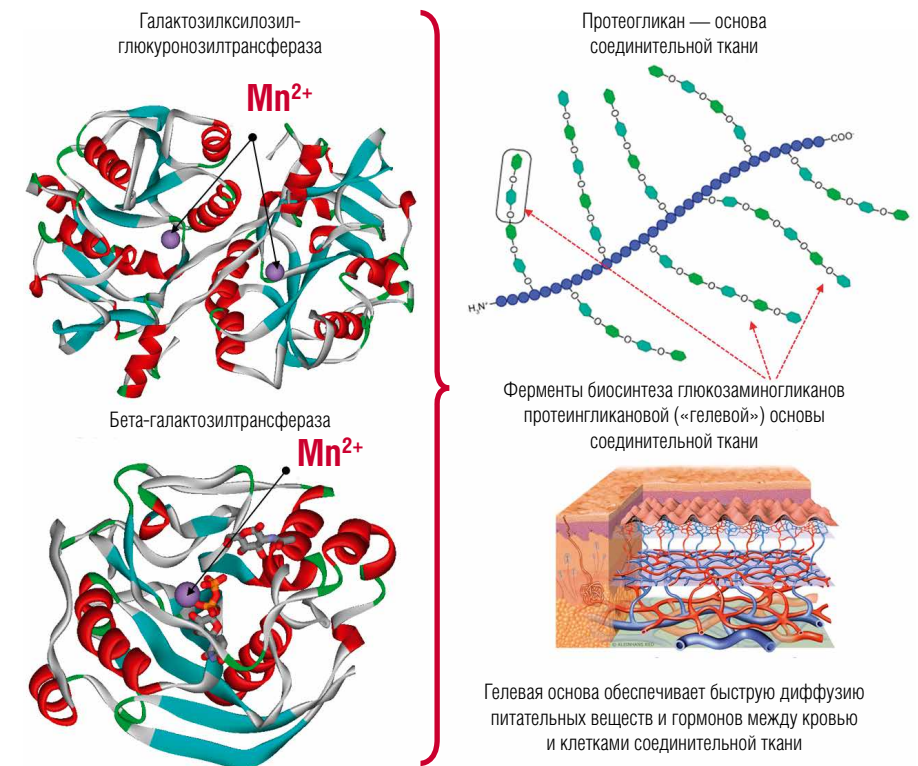 Галактозилксилозил-
глюкуронозилтрансфераза
Mn2+
Бета-галактозилтрансфераза
Mn2+
Протеогликан — основа
соединительной ткани
COO-
H3N+
Ферменты биосинтеза глюкозаминогликанов
протеингликановой («гелевой») основы
соединительной ткани
Гелевая основа обеспечивает быструю диффузию
питательных веществ и гормонов между кровью
и клетками соединительной ткани